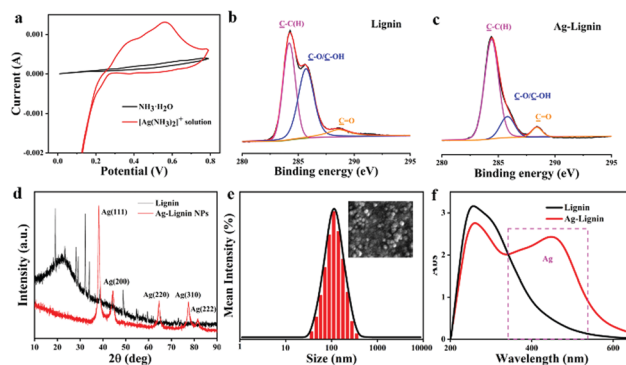 a
0.001
0.000
-0.001
-0.002
0.0
0.2
0.4
0.6
0.8
Current (A)
Potential (V)
NH3·H2O
[Ag(NH3)2]+ solution
b
Lignin
C-C(H)
C-O/C-OH
C=O
280
285
290
295
Binding energy (eV)
c
Ag-Lignin
C-C(H)
C-O/C-OH
C=O
280
285
290
295
Binding energy (eV)
d
Lignin
Ag-Lignin NPs
Ag(111)
Ag(200)
Ag(220)
Ag(310)
Ag(222)
Intensity (a.u.)
10 20 30 40 50 60 70 80 90
2θ (deg)
e
Mean Intensity (%)
1 10 100 1000 10000
Size (nm)
f
Lignin
Ag-Lignin
Ag
3
2
1
0
200
400
600
Wavelength (nm)